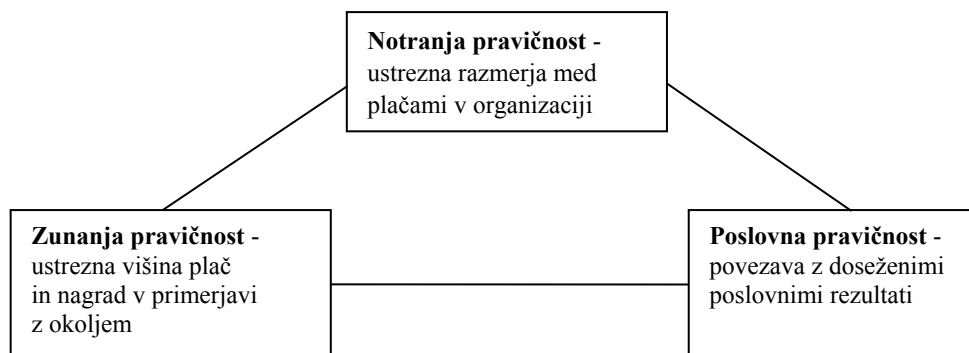 Notranja pravičnost -
ustrezna razmerja med
plačami v organizaciji
Zunanja pravičnost -
ustrezna višina plač
in nagrad v primerjavi
z okoljem
Poslovna pravičnost -
povezava z doseženimi
poslovnimi rezultati